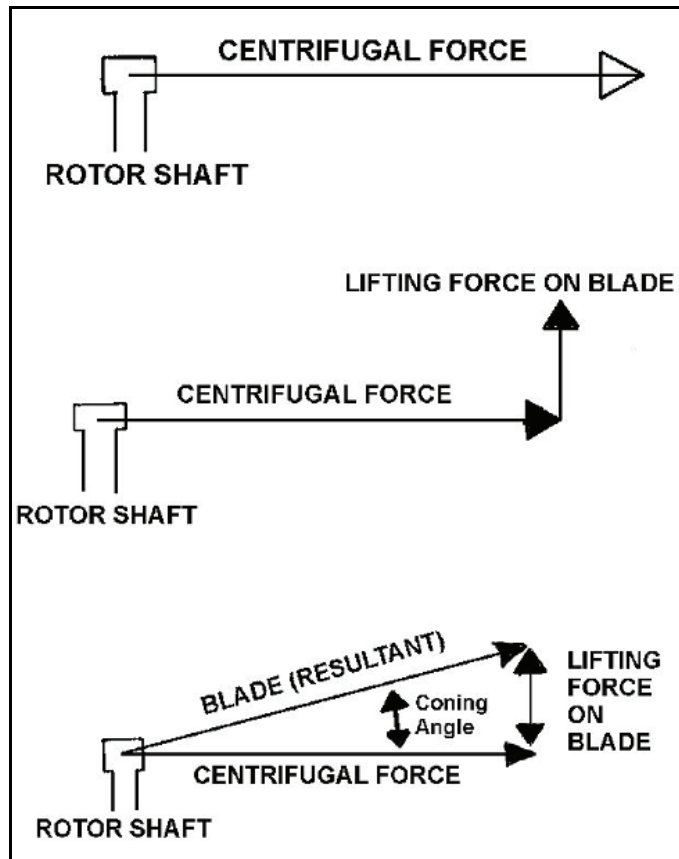 CENTRIFUGAL FORCE
ROTOR SHAFT
LIFTING FORCE ON BLADE
CENTRIFUGAL FORCE
ROTOR SHAFT
BLADE (RESULTANT)
Coning
Angle
LIFTING
FORCE
ON
BLADE
CENTRIFUGAL FORCE
ROTOR SHAFT